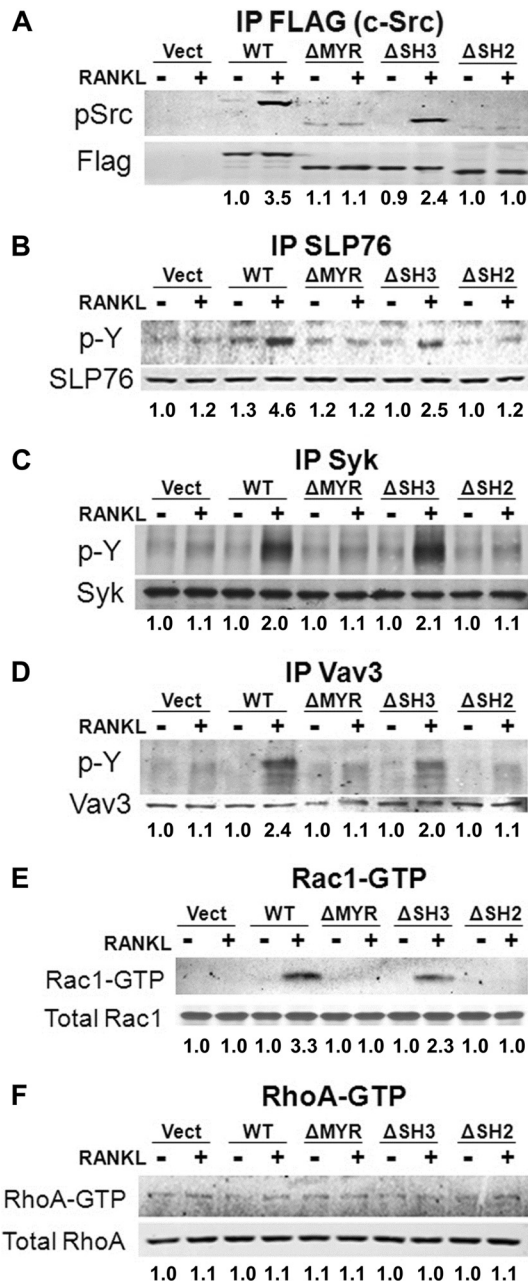 A
IP FLAG (c-Src)
Vect WT ΔMYR ΔSH3 ΔSH2
RANKL - + - + - + - + - +
pSrc
Flag
1.0 3.5 1.1 1.1 0.9 2.4 1.0 1.0
B
IP SLP76
Vect WT ΔMYR ΔSH3 ΔSH2
RANKL - + - + - + - + - +
p-Y
SLP76
1.0 1.2 1.3 4.6 1.2 1.2 1.0 2.5 1.0 1.2
C
IP Syk
Vect WT ΔMYR ΔSH3 ΔSH2
RANKL - + - + - + - + - +
p-Y
Syk
1.0 1.1 1.0 2.0 1.0 1.1 1.0 2.1 1.0 1.1
D
IP Vav3
Vect WT ΔMYR ΔSH3 ΔSH2
RANKL - + - + - + - + - +
p-Y
Vav3
1.0 1.1 1.0 2.4 1.0 1.1 1.0 2.0 1.0 1.1
E
Rac1-GTP
Vect WT ΔMYR ΔSH3 ΔSH2
RANKL - + - + - + - + - +
Rac1-GTP
Total Rac1
1.0 1.0 1.0 3.3 1.0 1.0 1.0 2.3 1.0 1.0
F
RhoA-GTP
Vect WT ΔMYR ΔSH3 ΔSH2
RANKL - + - + - + - + - +
RhoA-GTP
Total RhoA
1.0 1.1 1.0 1.1 1.1 1.1 1.0 1.0 1.0 1.1